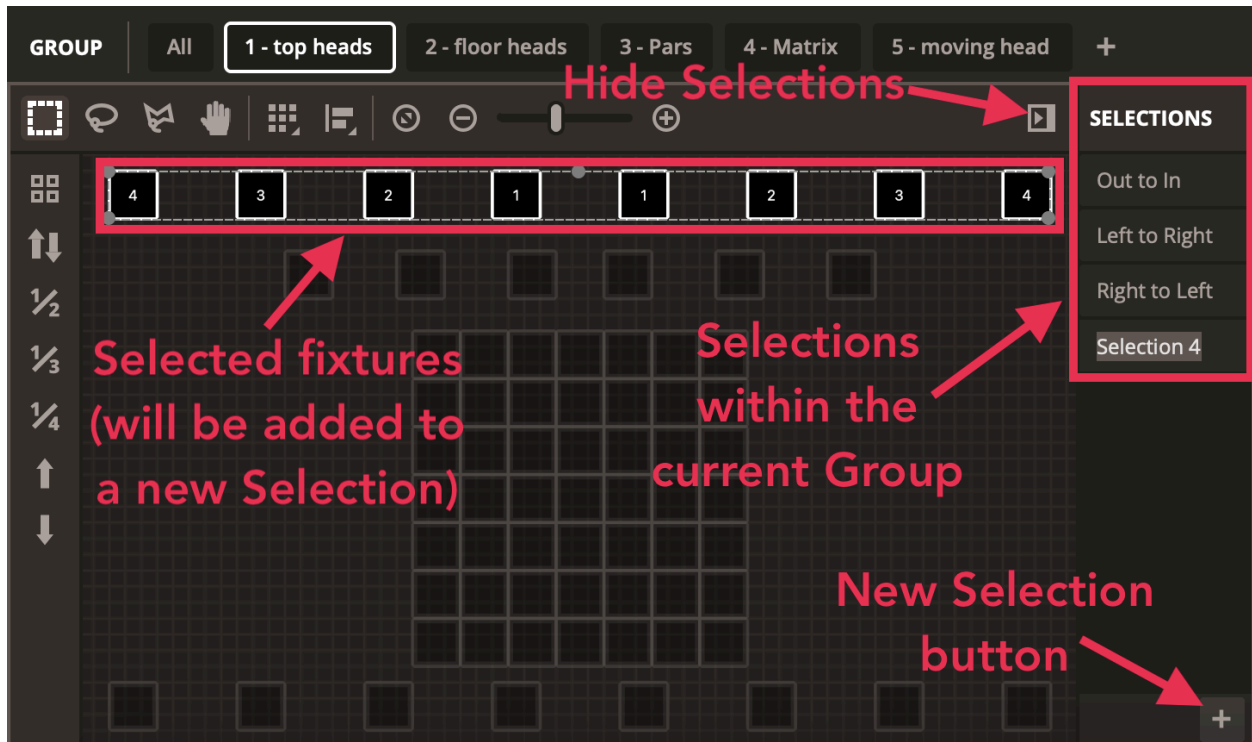 GROUP
All
1 - top heads
2 - floor heads
3 - Pars
4 - Matrix
5 - moving head
+
Hide Selections
SELECTIONS
4 3 2 1 1 2 3 4
Out to In
Left to Right
Right to Left
Selection 4
1/2
1/3
1/4
Selected fixtures
(will be added to
a new Selection)
Selections
within the
current Group
New Selection
button
+